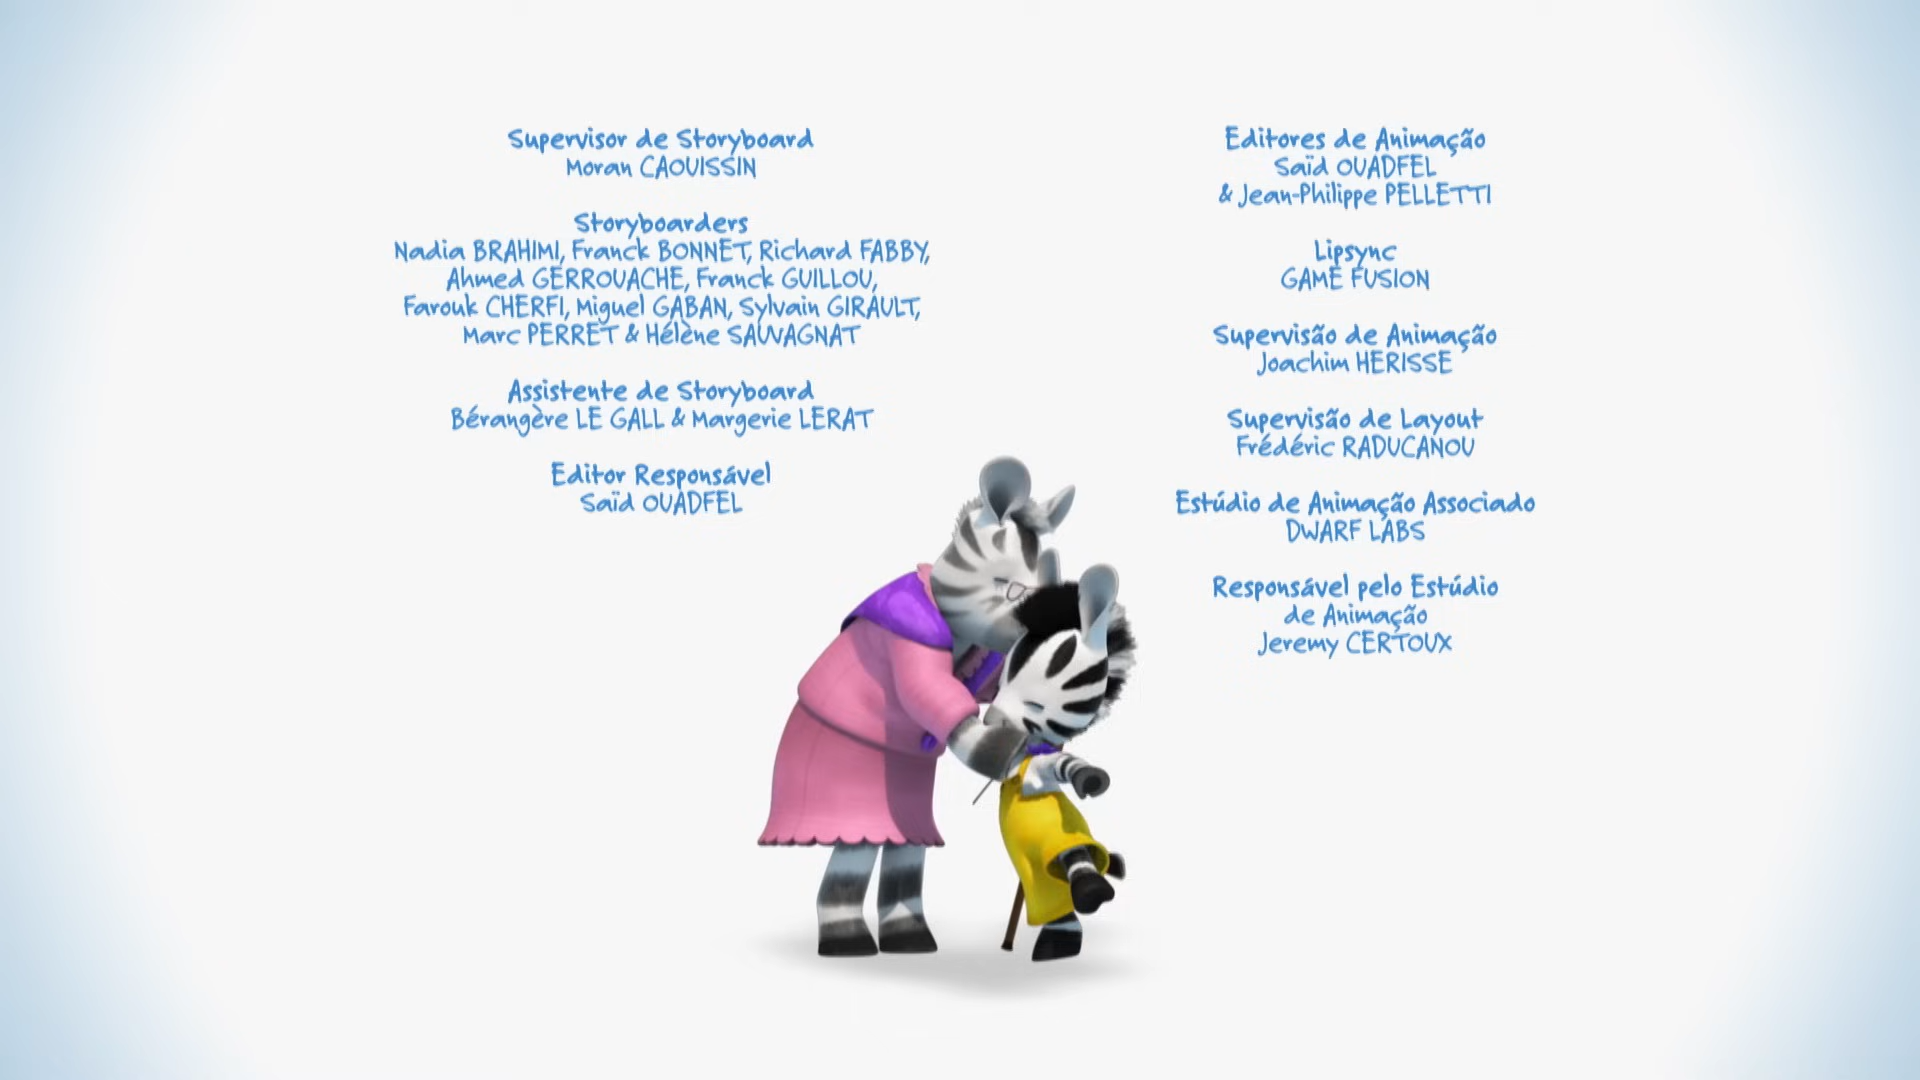 Supervisor de Storyboard
Moran CAOUISSIN
Storyboarders
Nadia BRAHIMI, Franck BONNET, Richard FABBY,
Ahmed GERROUACHE, Franck GUILLOU,
Farouk CHERFI, Miguel GABAN, Sylvain GIRAULT,
Marc PERRET & Hélène SAUVAGNAT
Assistente de Storyboard
Bérangère LE GALL & Margerie LERAT
Editor Responsável
Saïd OUADFEL
Editores de Animação
Saïd OUADFEL
& Jean-Philippe PELLETTI
Lipsync
GAME FUSION
Supervisão de Animação
Joachim HERISSE
Supervisão de Layout
Frédéric RADUCANOU
Estúdio de Animação Associado
DWARF LABS
Responsável pelo Estúdio
de Animação
Jeremy CERTOUX